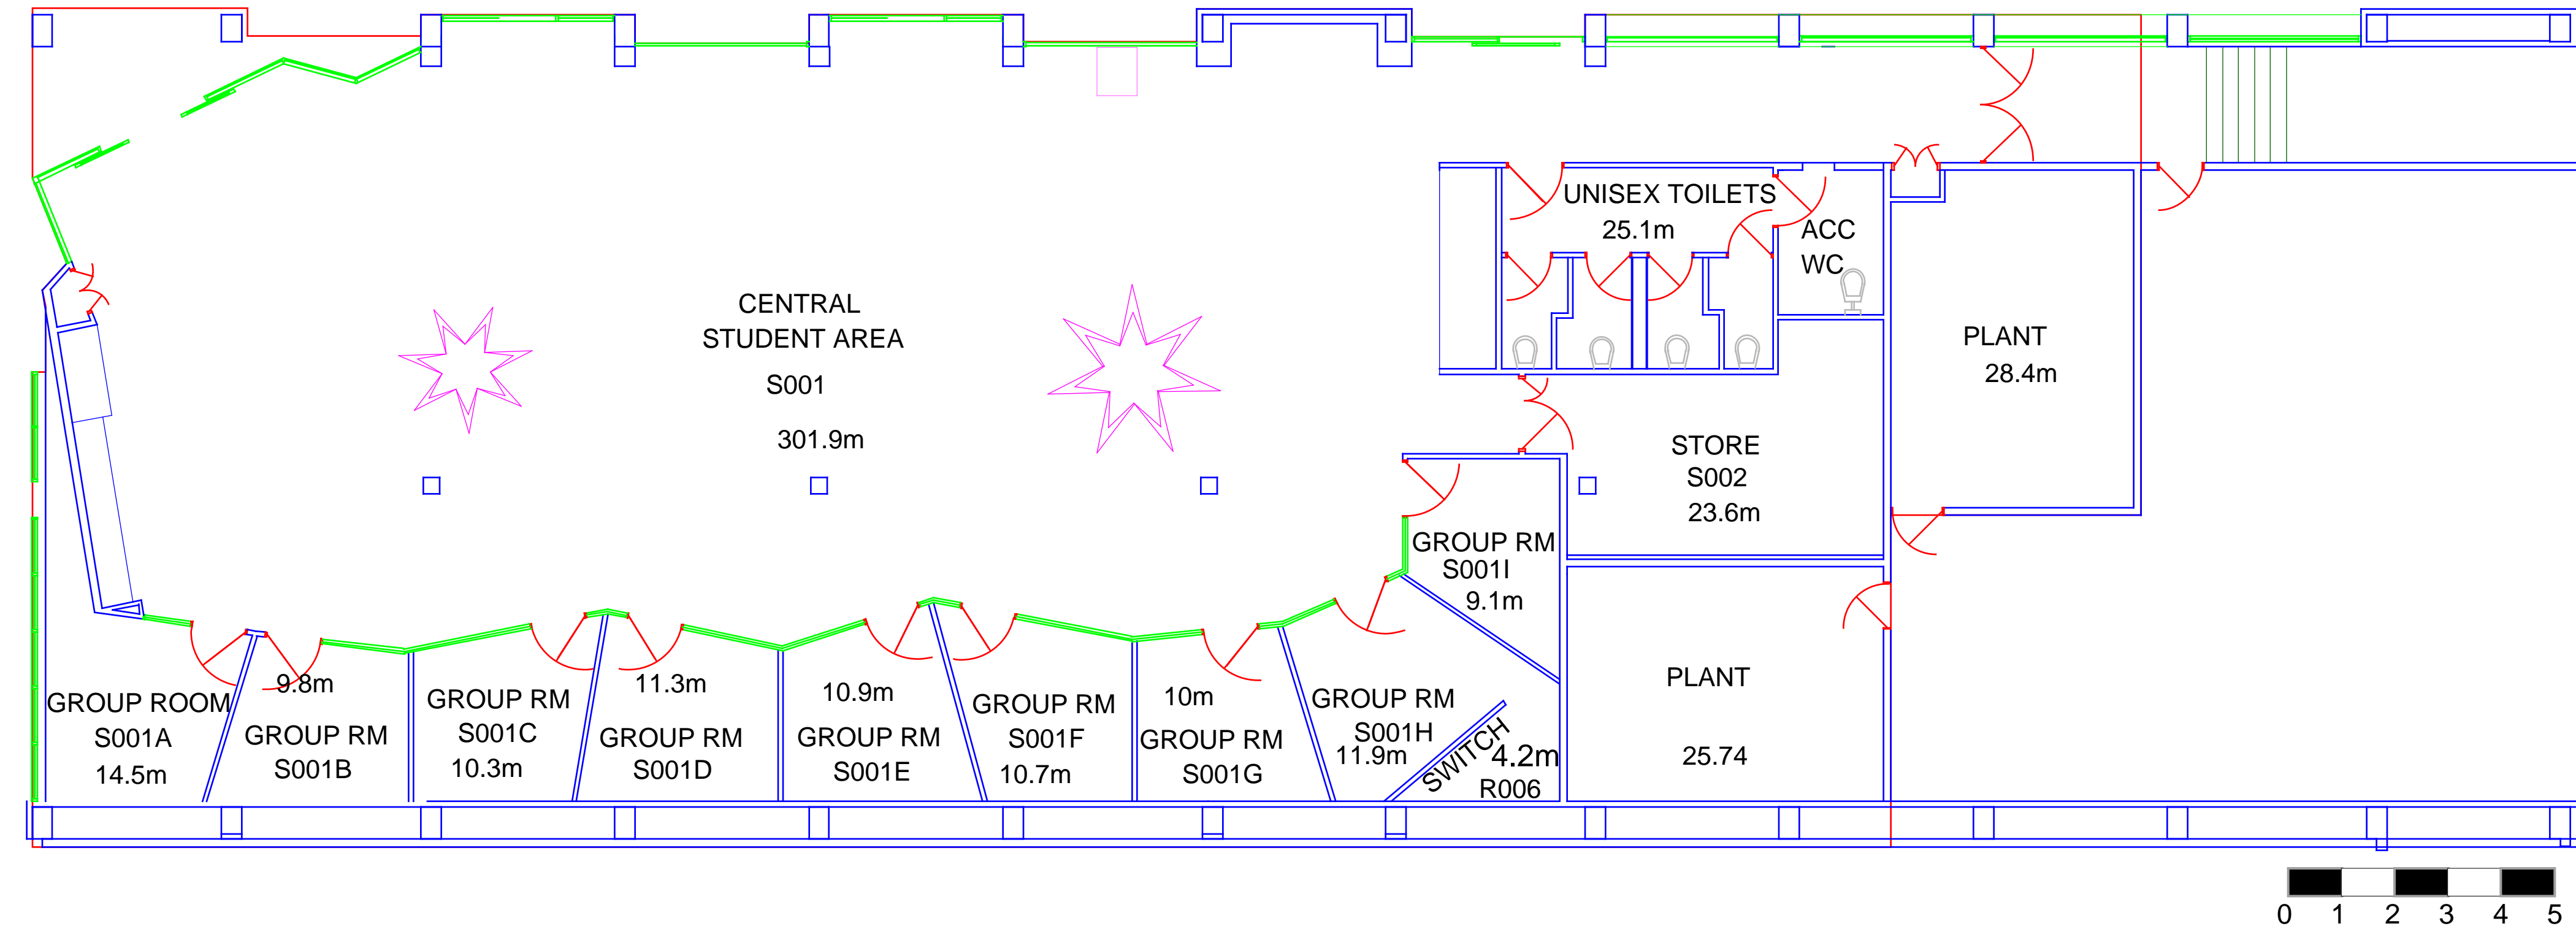 UNISEX TOILETS
25.1m
ACC
WC
CENTRAL
STUDENT AREA
S001
301.9m
PLANT
28.4m
STORE
S002
23.6m
GROUP RM
S001I
9.1m
GROUP ROOM
S001A
14.5m
9.8m
GROUP RM
S001B
GROUP RM
S001C
10.3m
11.3m
GROUP RM
S001D
10.9m
GROUP RM
S001E
GROUP RM
S001F
10.7m
10m
GROUP RM
S001G
GROUP RM
S001H
11.9m
SWITCH
4.2m
R006
PLANT
25.74
0 1 2 3 4 5